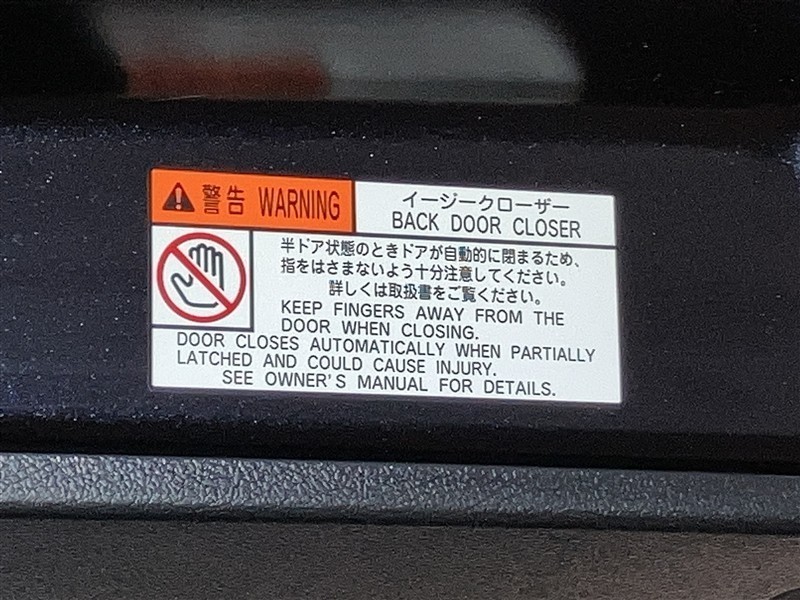 警告 WARNING
イージークローザー
BACK DOOR CLOSER
半ドア状態のときドアが自動的に閉まるため、
指をはさまないよう十分注意してください。
詳しくは取扱書をご覧ください。
KEEP FINGERS AWAY FROM THE
DOOR WHEN CLOSING.
DOOR CLOSES AUTOMATICALLY WHEN PARTIALLY
LATCHED AND COULD CAUSE INJURY.
SEE OWNER'S MANUAL FOR DETAILS.